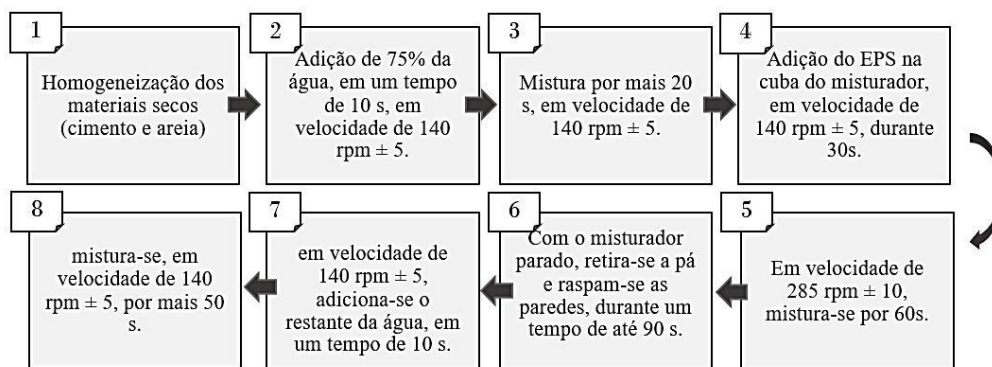 1
Homogeneização dos
materiais secos
(cimento e areia)
2
Adição de 75% da
água, em um tempo
de 10 s, em
velocidade de 140
rpm ± 5.
3
Mistura por mais 20
s, em velocidade de
140 rpm ± 5.
4
Adição do EPS na
cuba do misturador,
em velocidade de
140 rpm ± 5, durante
30s.
5
Em velocidade de
285 rpm ± 10,
mistura-se por 60s.
6
Com o misturador
parado, retira-se a pá
e raspam-se as
paredes, durante um
tempo de até 90 s.
7
em velocidade de
140 rpm ± 5,
adiciona-se o
restante da água, em
um tempo de 10 s.
8
mistura-se, em
velocidade de 140
rpm ± 5, por mais 50
s.